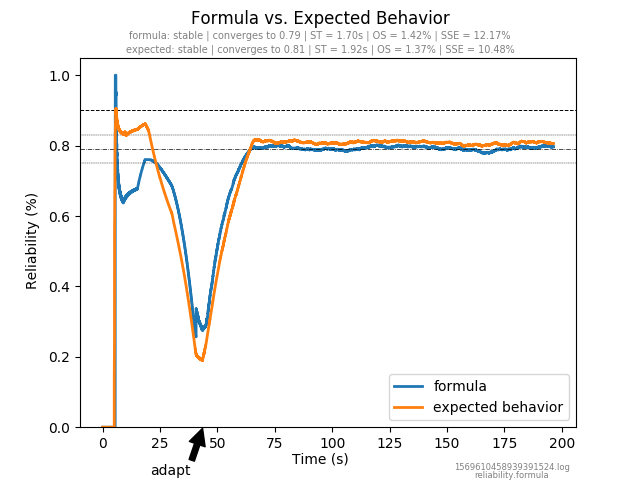 Formula vs. Expected Behavior
formula: stable | converges to 0.79 | ST = 1.70s | OS = 1.42% | SSE = 12.17%
expected: stable | converges to 0.81 | ST = 1.92s | OS = 1.37% | SSE = 10.48%
1.0
0.8
0.6
0.4
0.2
0.0
Reliability (%)
formula
expected behavior
0
25
50
75
100
125
150
175
200
Time (s)
adapt
1569610458939391524.log
reliability.formula